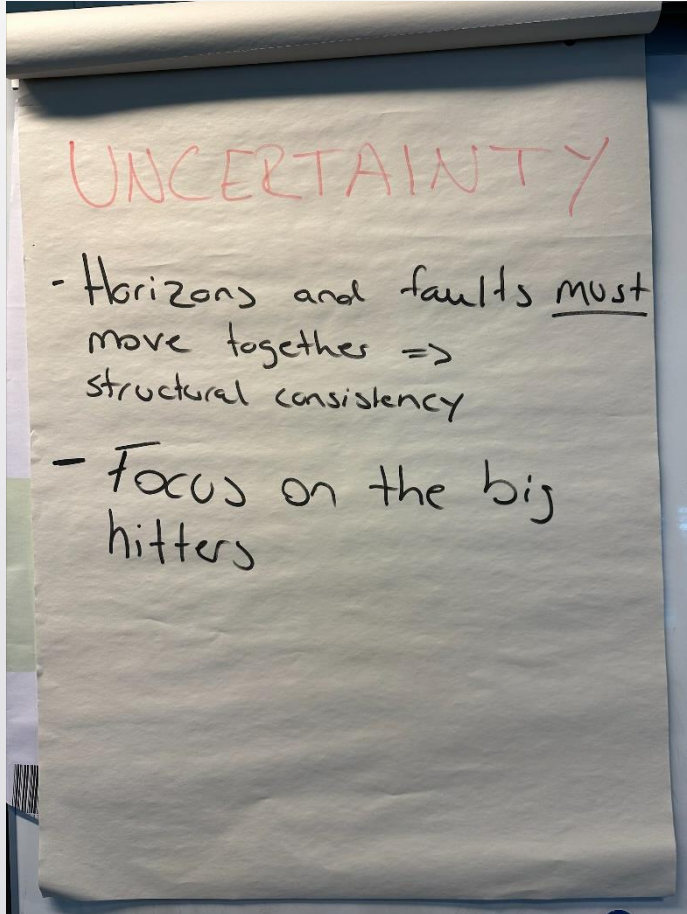 UNCERTAINTY
- Horizons and faults must
move together =>
structural consistency
- Focus on the big
hitters